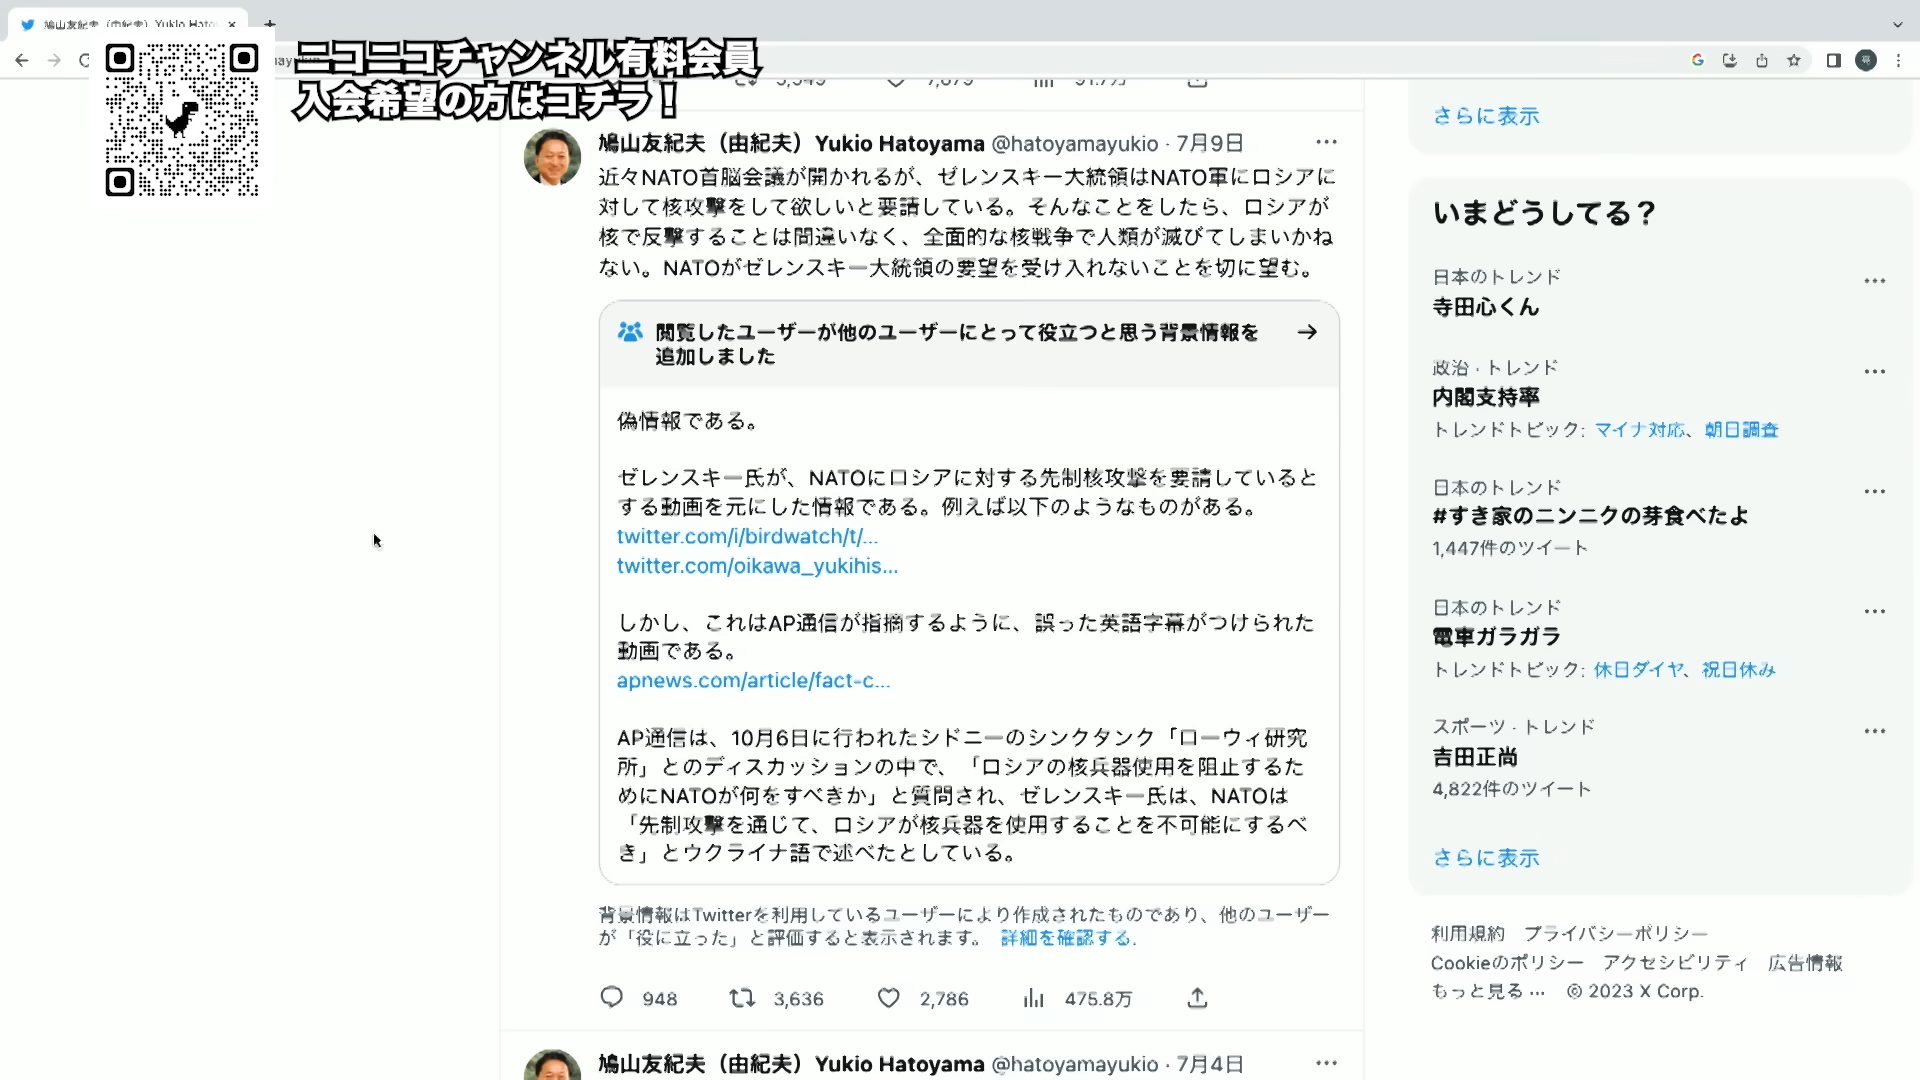 鳩山友紀夫（由紀夫）Yukio Hatoyama
ニコニコチャンネル有料会員
入会希望の方はコチラ！
3,549 7,679 91.7万
鳩山友紀夫（由紀夫）Yukio Hatoyama @hatoyamayukio · 7月9日
近々NATO首脳会議が開かれるが、ゼレンスキー大統領はNATO軍にロシアに
対して核攻撃をして欲しいと要請している。そんなことをしたら、ロシアが
核で反撃することは間違いなく、全面的な核戦争で人類が滅びてしまいかね
ない。NATOがゼレンスキー大統領の要望を受け入れないことを切に望む。
閲覧したユーザーが他のユーザーにとって役立つと思う背景情報を
追加しました
偽情報である。
ゼレンスキー氏が、NATOにロシアに対する先制核攻撃を要請していると
する動画を元にした情報である。例えば以下のようなものがある。
twitter.com/i/birdwatch/t/...
twitter.com/oikawa_yukihis...
しかし、これはAP通信が指摘するように、誤った英語字幕がつけられた
動画である。
apnews.com/article/fact-c...
AP通信は、10月6日に行われたシドニーのシンクタンク「ローウィ研究
所」とのディスカッションの中で、「ロシアの核兵器使用を阻止するた
めにNATOが何をすべきか」と質問され、ゼレンスキー氏は、NATOは
「先制攻撃を通じて、ロシアが核兵器を使用することを不可能にするべ
き」とウクライナ語で述べたとしている。
背景情報はTwitterを利用しているユーザーにより作成されたものであり、他のユーザー
が「役に立った」と評価すると表示されます。 詳細を確認する.
948 3,636 2,786 475.8万
鳩山友紀夫（由紀夫）Yukio Hatoyama @hatoyamayukio · 7月4日
さらに表示
いまどうしてる？
日本のトレンド
寺田心くん
政治 · トレンド
内閣支持率
トレンドトピック: マイナ対応、朝日調査
日本のトレンド
#すき家のニンニクの芽食べたよ
1,447件のツイート
日本のトレンド
電車ガラガラ
トレンドトピック: 休日ダイヤ、祝日休み
スポーツ · トレンド
吉田正尚
4,822件のツイート
さらに表示
利用規約 プライバシーポリシー
Cookieのポリシー アクセシビリティ 広告情報
もっと見る ··· © 2023 X Corp.